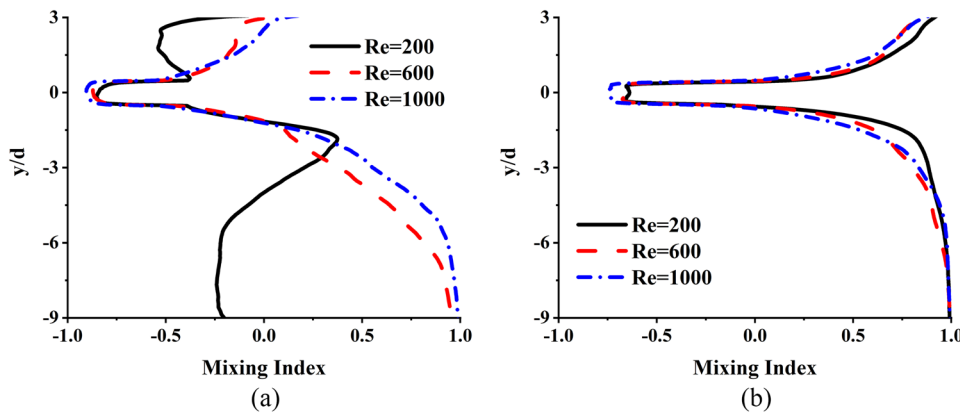 3
0
-3
-6
-9
y/d
-1.0 -0.5 0.0 0.5 1.0
Mixing Index
Re=200
Re=600
Re=1000
(a)
3
0
-3
-6
-9
y/d
-1.0 -0.5 0.0 0.5 1.0
Mixing Index
Re=200
Re=600
Re=1000
(b)